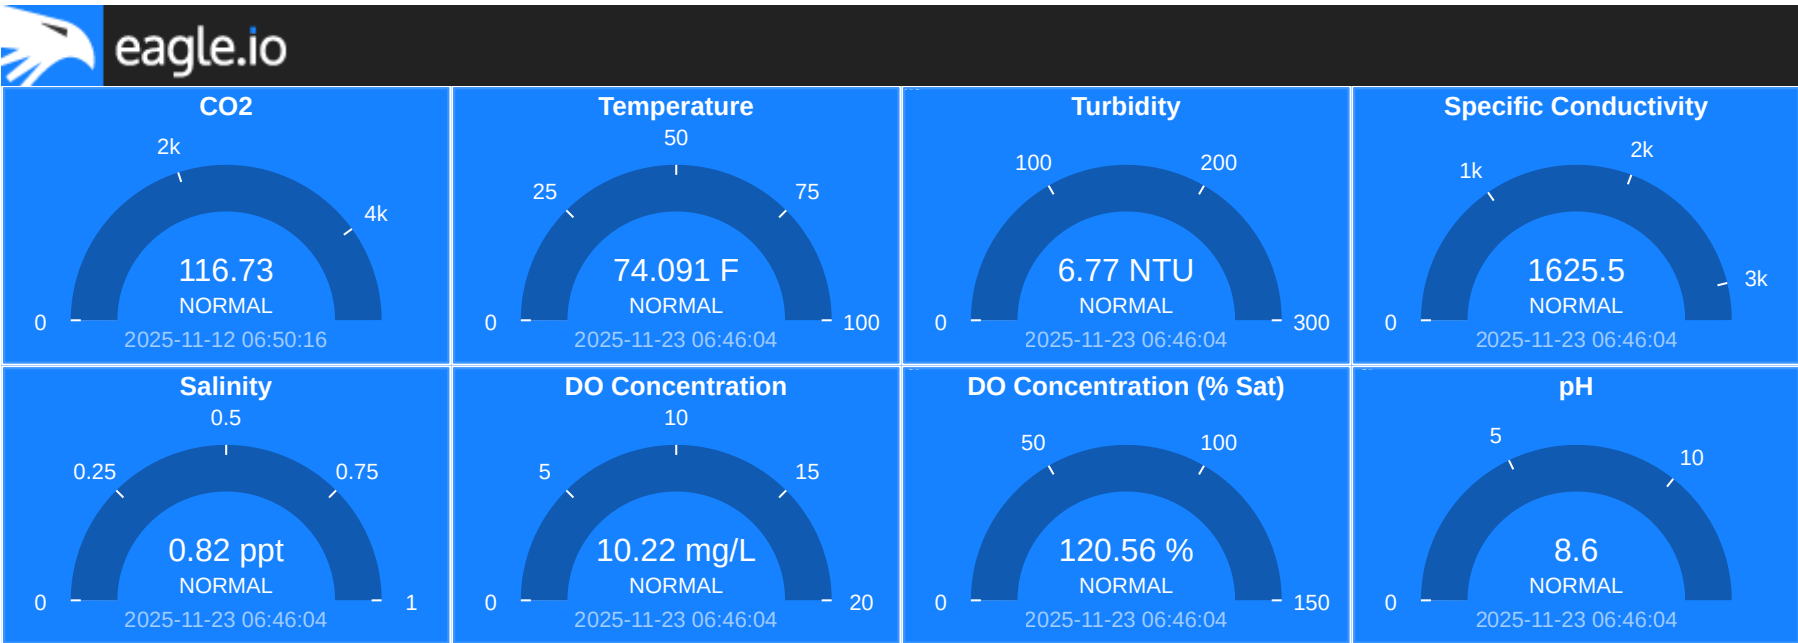 eagle.io
CO2
2k
4k
116.73
NORMAL
0
2025-11-12 06:50:16
Temperature
50
25
75
74.091 F
NORMAL
0
100
2025-11-23 06:46:04
Turbidity
100
200
6.77 NTU
NORMAL
0
300
2025-11-23 06:46:04
Specific Conductivity
2k
1k
1625.5
3k
NORMAL
0
2025-11-23 06:46:04
Salinity
0.5
0.25
0.75
0.82 ppt
NORMAL
0
1
2025-11-23 06:46:04
DO Concentration
10
5
15
10.22 mg/L
NORMAL
0
20
2025-11-23 06:46:04
DO Concentration (% Sat)
50
100
120.56 %
NORMAL
0
150
2025-11-23 06:46:04
pH
5
10
8.6
NORMAL
0
2025-11-23 06:46:04